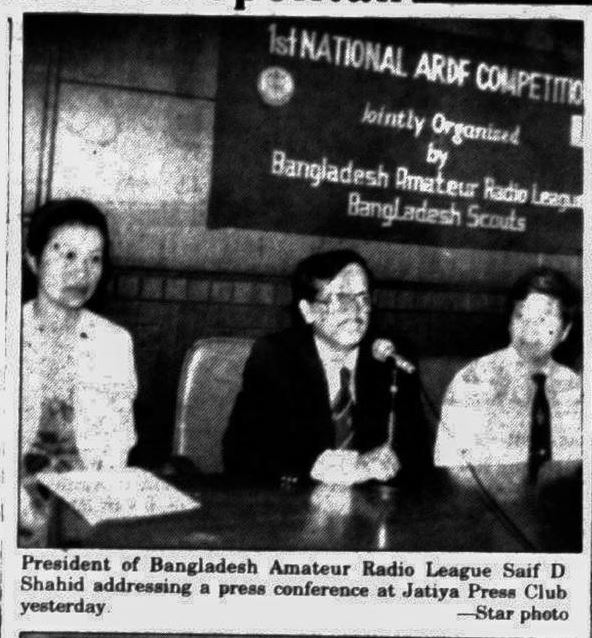 1st NATIONAL ARDF COMPETITIO
Jointly Organized
by
Bangladesh Amateur Radio League
Bangladesh Scouts
President of Bangladesh Amateur Radio League Saif D
Shahid addressing a press conference at Jatiya Press Club
yesterday.
—Star photo